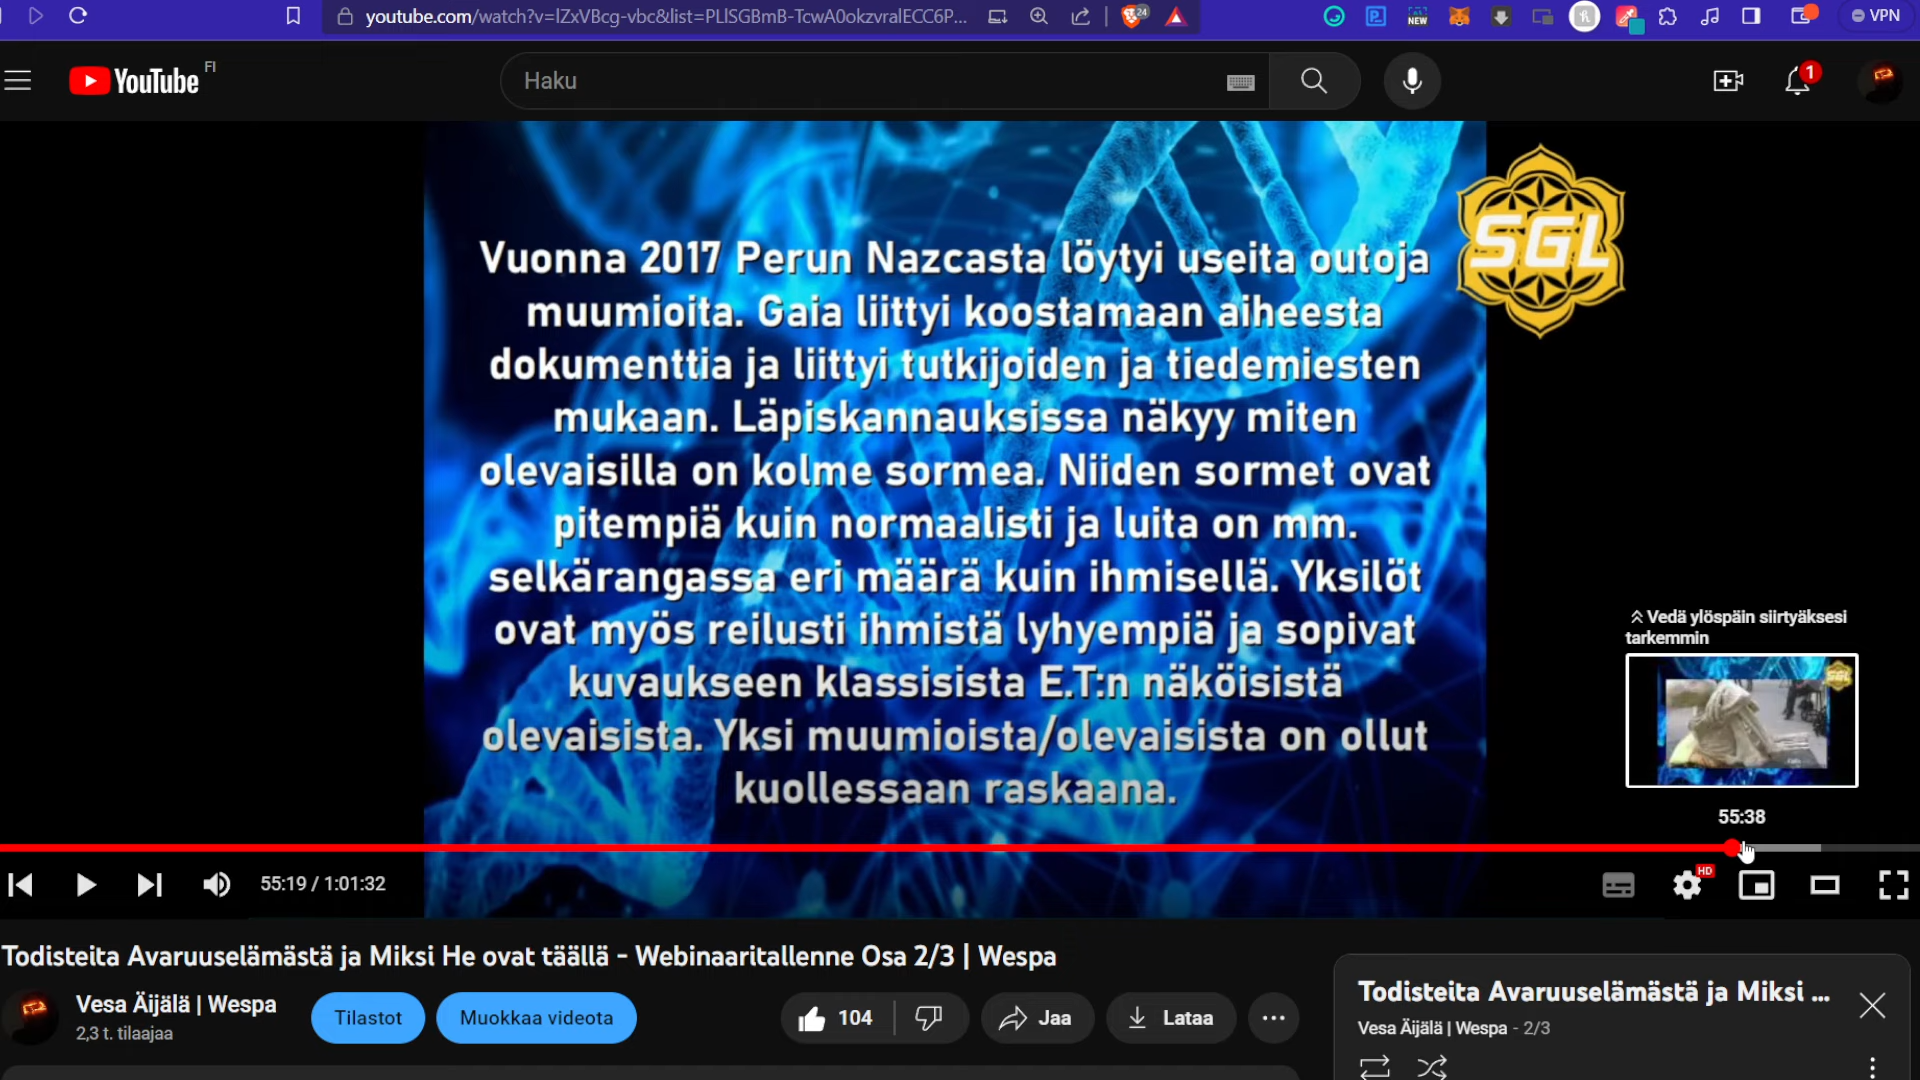 youtube.com/watch?v=lZxVBcg-vbc&list=PLlSGBmB-TcwA0okzvralECC6P...
24
NEW
VPN
YouTube FI
Haku
1
SGL
Vuonna 2017 Perun Nazcasta löytyi useita outoja
muumioita. Gaia liittyi koostamaan aiheesta
dokumenttia ja liittyi tutkijoiden ja tiedemiesten
mukaan. Läpiskannauksissa näkyy miten
olevaisilla on kolme sormea. Niiden sormet ovat
pitempiä kuin normaalisti ja luita on mm.
selkärangassa eri määrä kuin ihmisellä. Yksilöt
ovat myös reilusti ihmistä lyhyempiä ja sopivat
kuvaukseen klassisista E.T:n näköisistä
olevaisista. Yksi muumioista/olevaisista on ollut
kuollessaan raskaana.
Vedä ylöspäin siirtyäksesi
tarkemmin
SGL
55:38
55:19 / 1:01:32
HD
Todisteita Avaruuselämästä ja Miksi He ovat täällä - Webinaaritallenne Osa 2/3 | Wespa
Vesa Äijälä | Wespa
2,3 t. tilaajaa
Tilastot
Muokkaa videota
104
Jaa
Lataa
Todisteita Avaruuselämästä ja Miksi ...
Vesa Äijälä | Wespa - 2/3